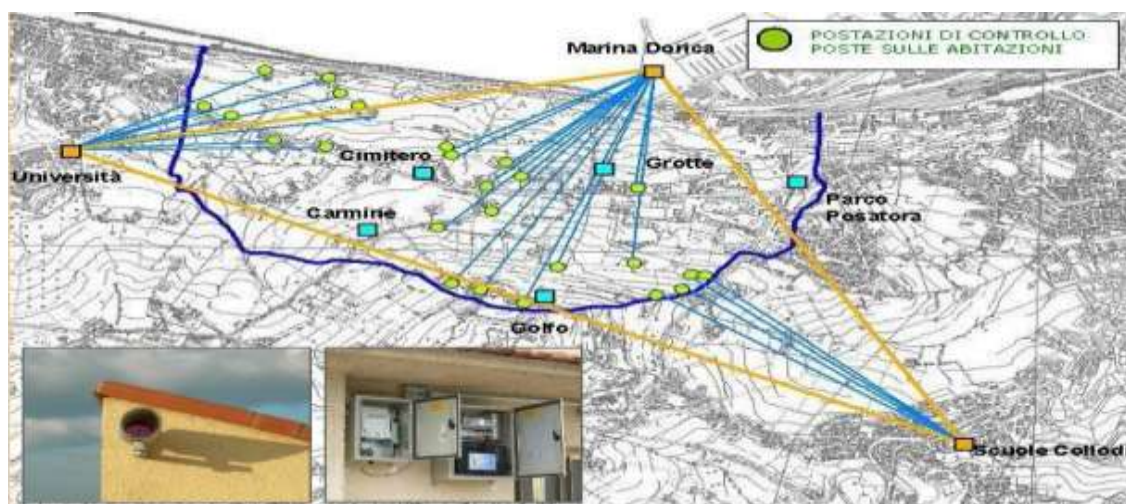 Marina Dorica
POSTAZIONI DI CONTROLLO
POSTE SULLE ABITAZIONI
Università
Cimitero
Grotte
Carmine
Parco
Posatora
Golfo
Scuole Collodi